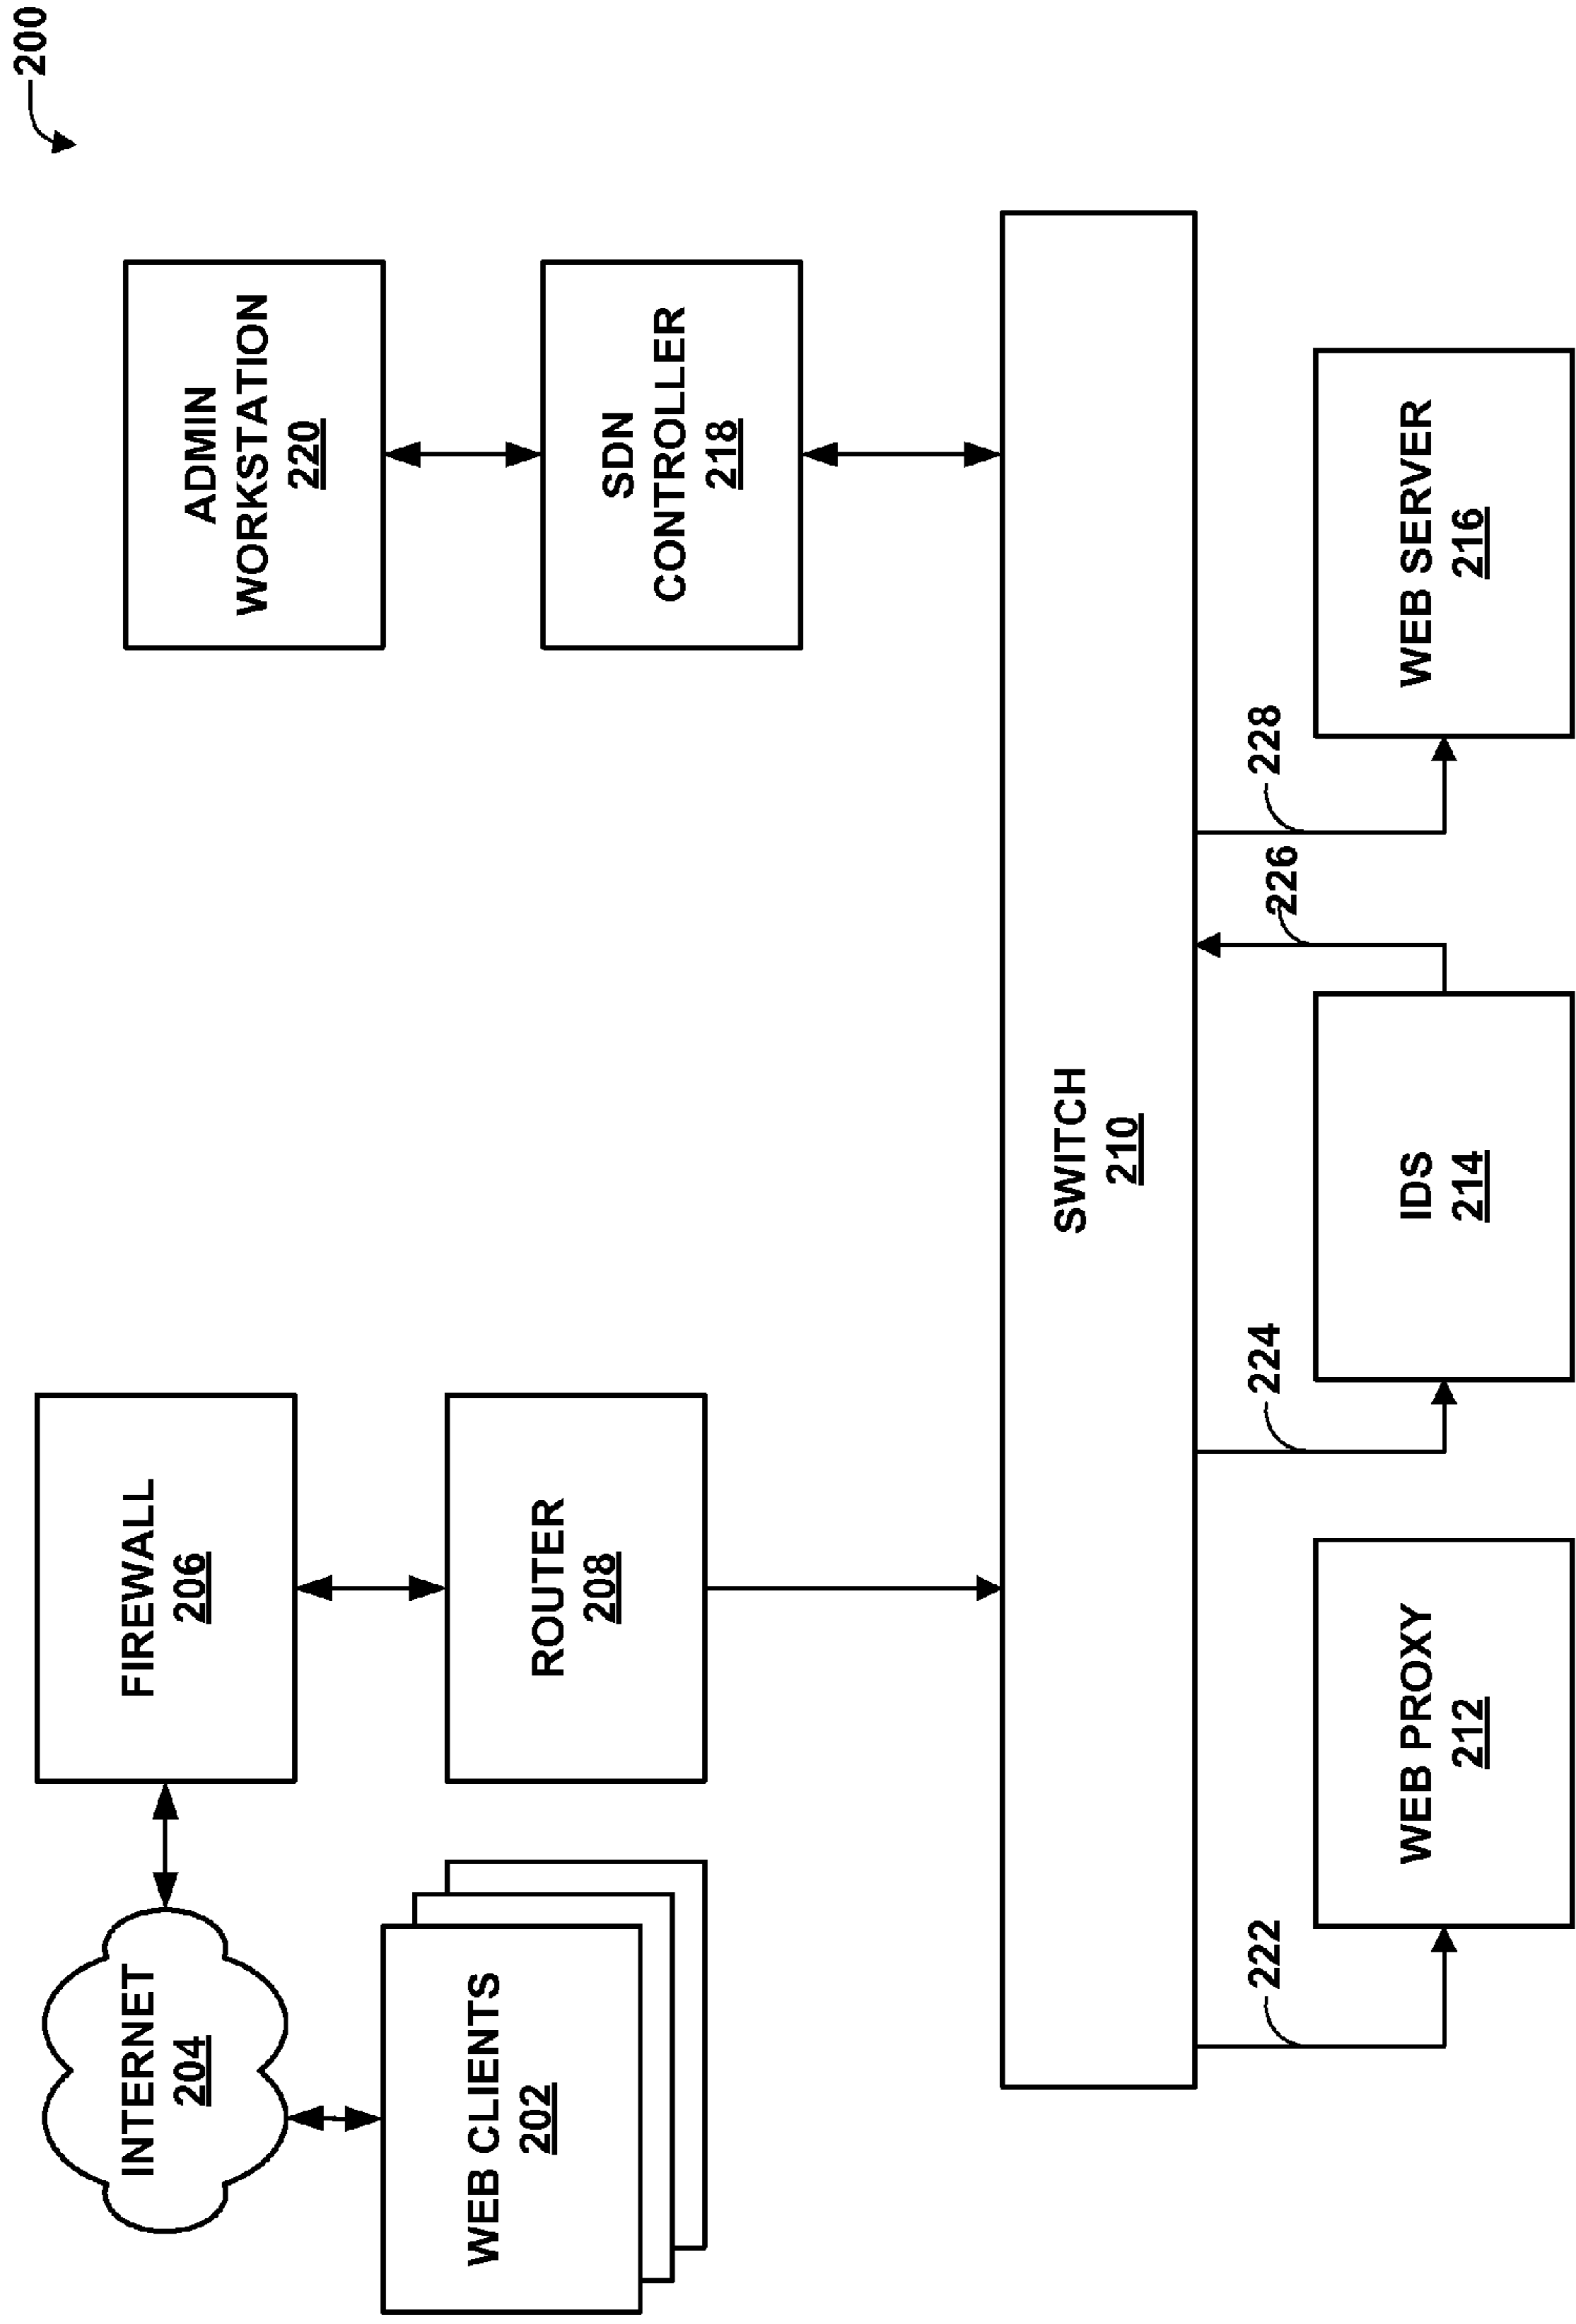 200
INTERNET
204
FIREWALL
206
ADMIN
WORKSTATION
220
WEB CLIENTS
202
ROUTER
208
SDN
CONTROLLER
218
SWITCH
210
222
224
226
228
WEB PROXY
212
IDS
214
WEB SERVER
216